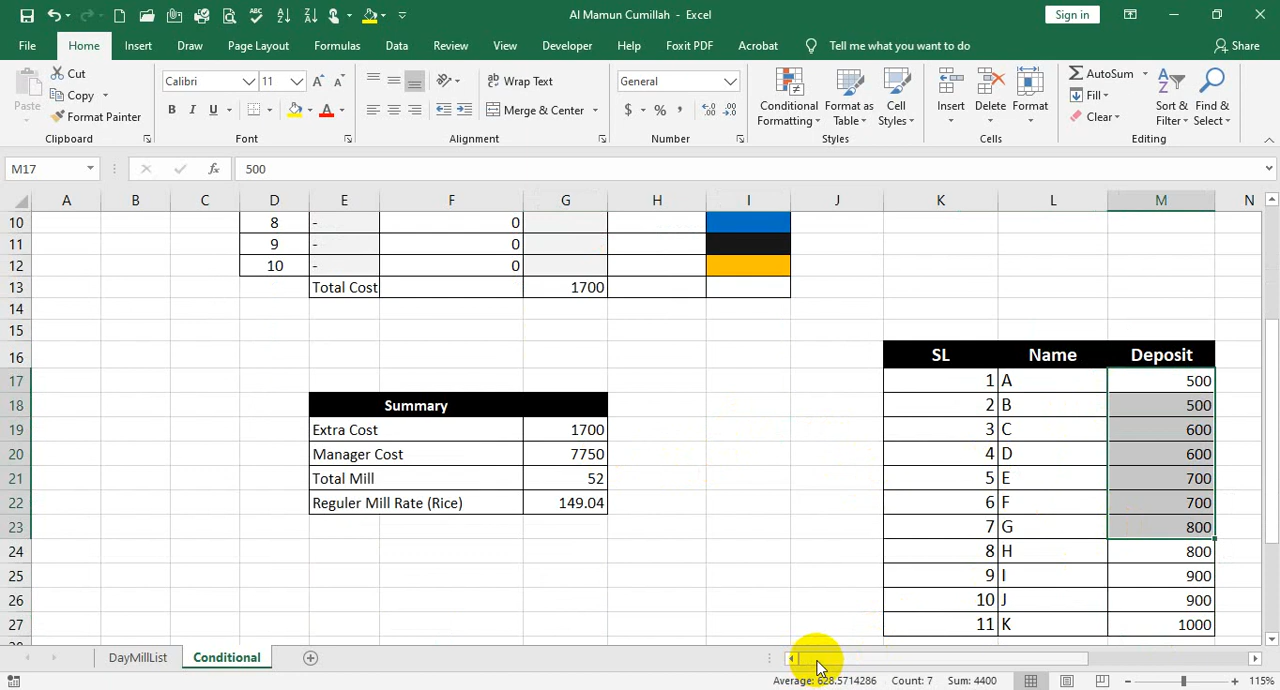 Al Mamun Cumillah - Excel
Sign in
File Home Insert Draw Page Layout Formulas Data Review View Developer Help Foxit PDF Acrobat Tell me what you want to do Share
Paste
Cut
Copy
Format Painter
Clipboard
Calibri 11
B I U
Font
Wrap Text
Merge & Center
Alignment
General
$ % ,
Number
Conditional Formatting
Format as Table
Cell Styles
Styles
Insert Delete Format
Cells
AutoSum
Fill
Clear
Sort & Filter
Find & Select
Editing
M17 fx 500
A B C D E F G H I J K L M N
10 8 - 0
11 9 - 0
12 10 - 0
13 Total Cost 1700
14
15
16 SL Name Deposit
17 1 A 500
18 Summary 2 B 500
19 Extra Cost 1700 3 C 600
20 Manager Cost 7750 4 D 600
21 Total Mill 52 5 E 700
22 Reguler Mill Rate (Rice) 149.04 6 F 700
23 7 G 800
24 8 H 800
25 9 I 900
26 10 J 900
27 11 K 1000
DayMillList Conditional
Average: 628.5714286 Count: 7 Sum: 4400 115%